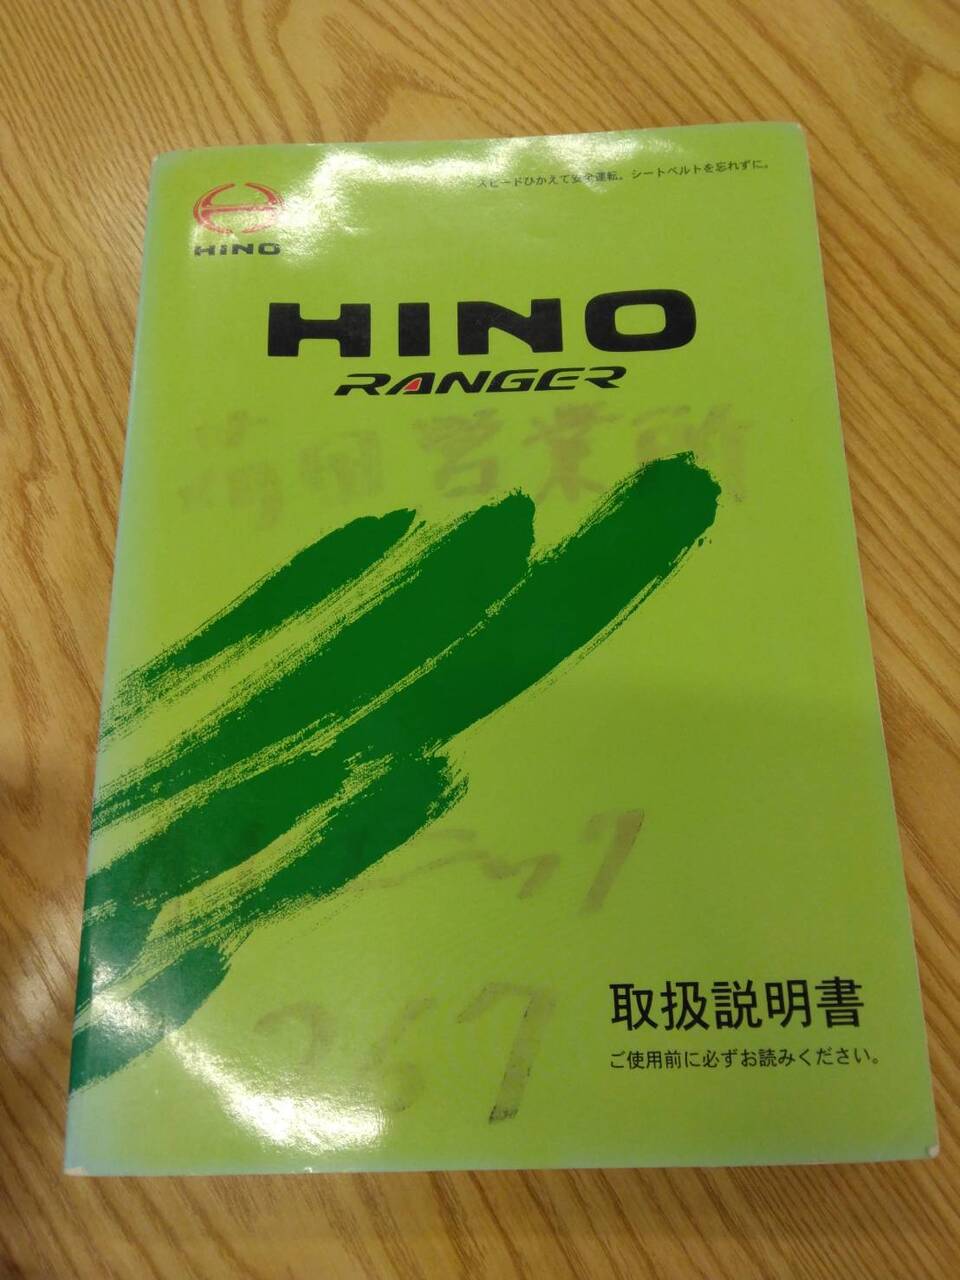 スピードひかえて安全運転。シートベルトを忘れずに。
HINO
HINO
RANGER
営業所
取扱説明書
ご使用前に必ずお読みください。